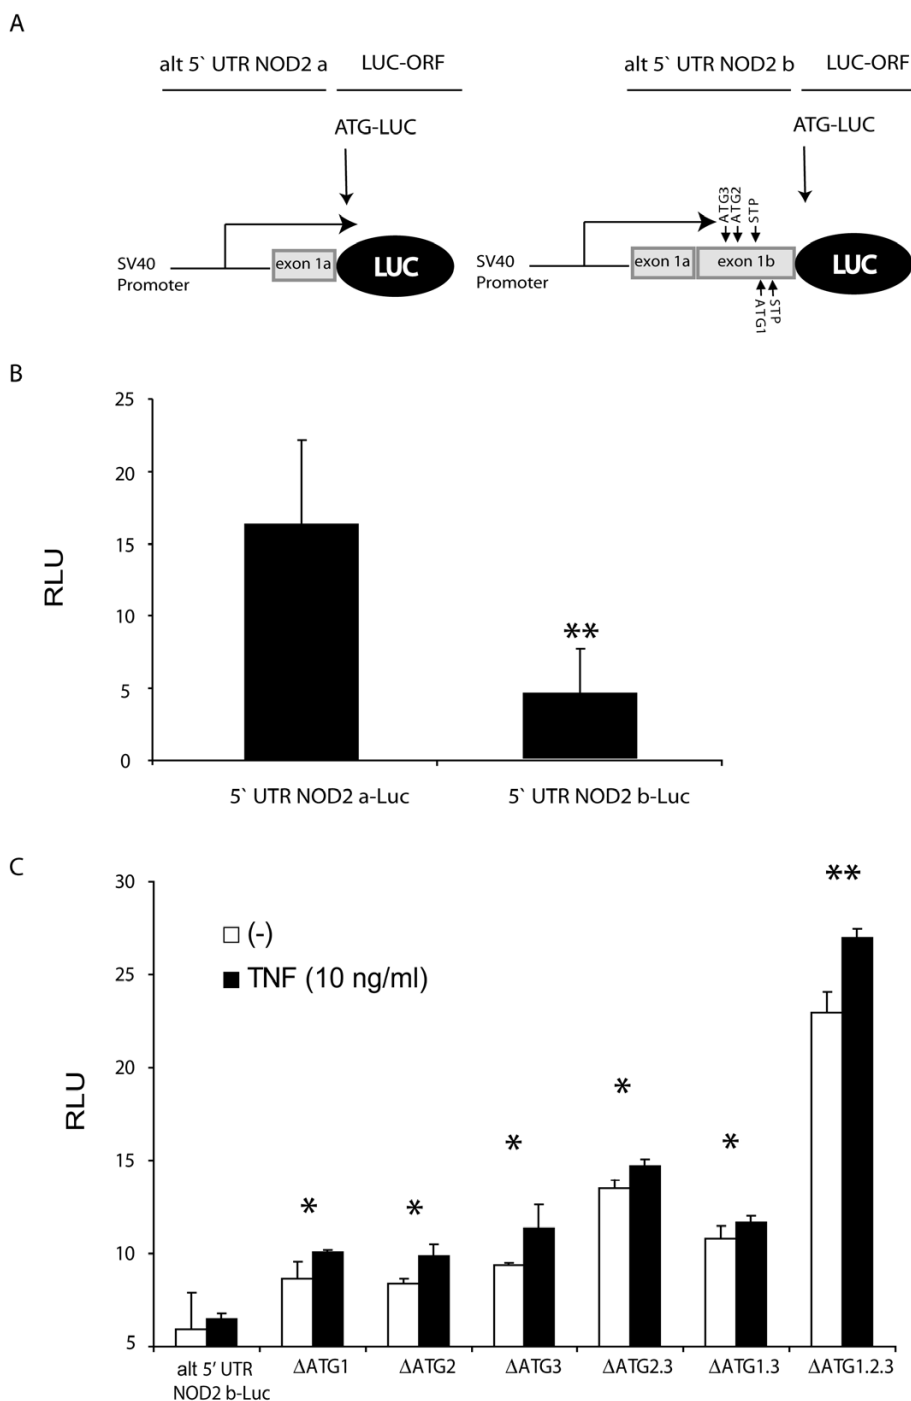 A
alt 5` UTR NOD2 a
LUC-ORF
alt 5` UTR NOD2 b
LUC-ORF
ATG-LUC
ATG-LUC
ATG3
ATG2
STP
SV40
Promoter
exon 1a
LUC
SV40
Promoter
exon 1a
exon 1b
LUC
ATG1
STP
B
25
20
15
10
5
0
RLU
**
5` UTR NOD2 a-Luc
5` UTR NOD2 b-Luc
C
30
25
20
15
10
5
RLU
(-)
TNF (10 ng/ml)
*
*
*
*
*
**
alt 5' UTR
NOD2 b-Luc
ΔATG1
ΔATG2
ΔATG3
ΔATG2.3
ΔATG1.3
ΔATG1.2.3